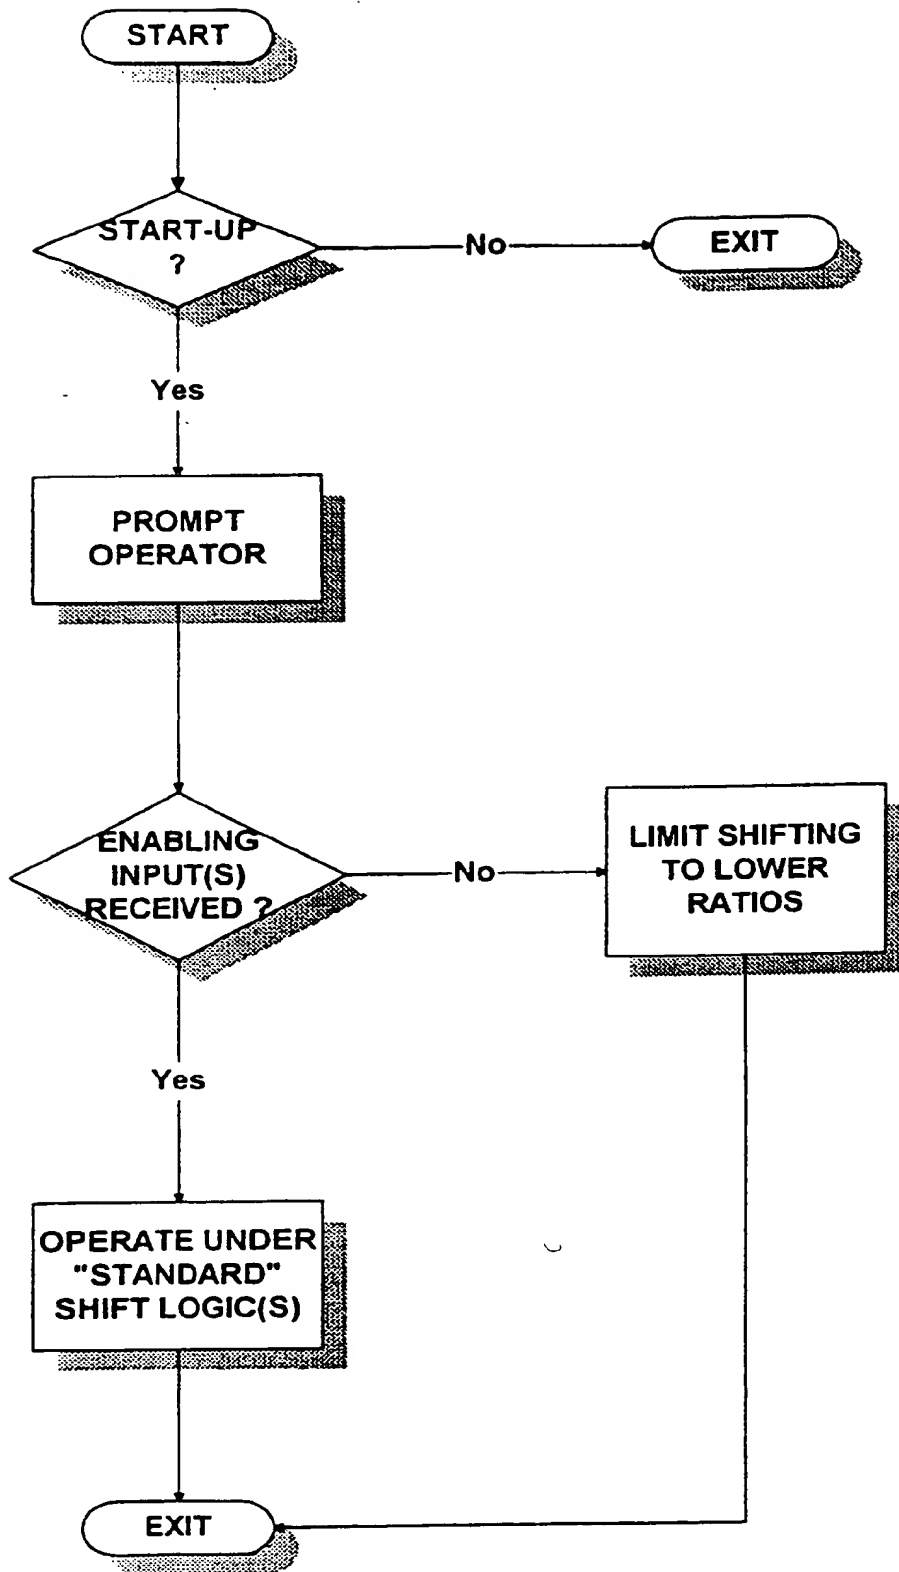 START
START-UP
?
No
EXIT
Yes
PROMPT
OPERATOR
ENABLING
INPUT(S)
RECEIVED ?
No
LIMIT SHIFTING
TO LOWER
RATIOS
Yes
OPERATE UNDER
"STANDARD"
SHIFT LOGIC(S)
EXIT